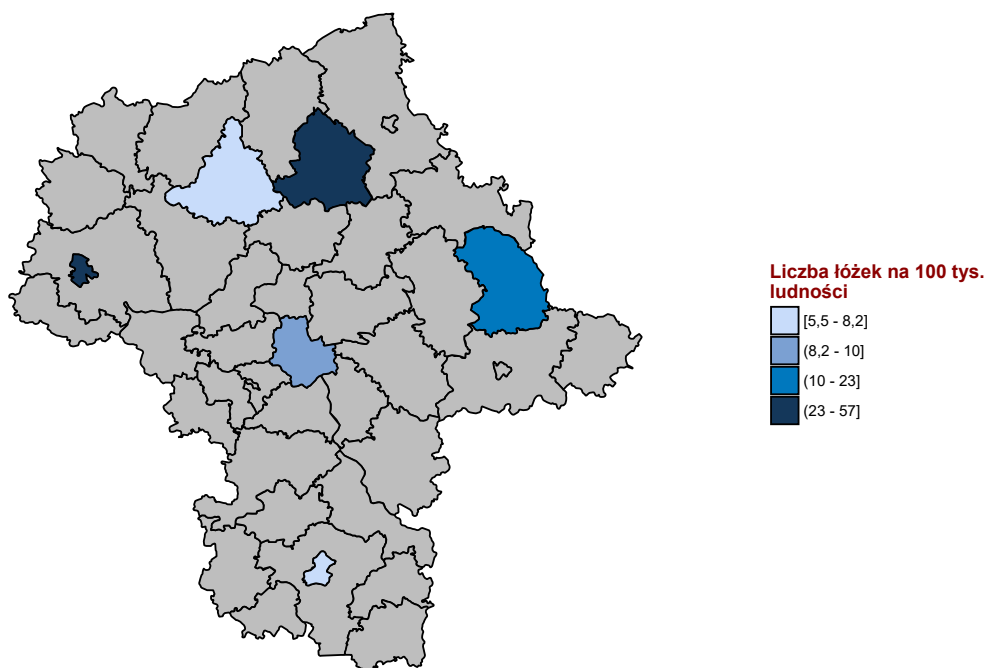 Liczba łóżek na 100 tys.
ludności
[5,5 - 8,2]
(8,2 - 10]
(10 - 23]
(23 - 57]